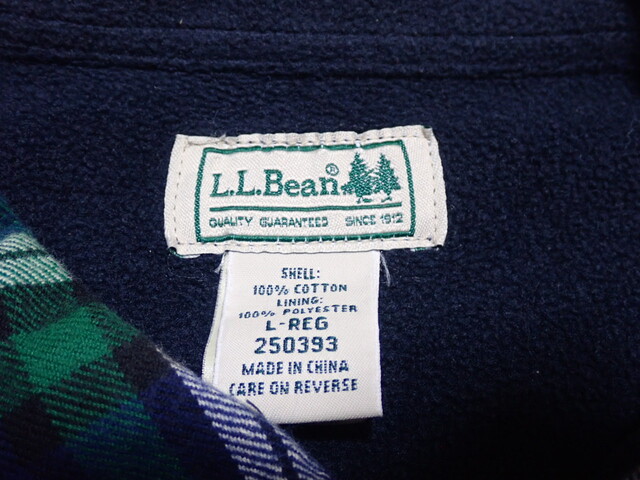 L.L.Bean®
QUALITY GUARANTEED SINCE 1912
SHELL:
100% COTTON
LINING:
100% POLYESTER
L-REG
250393
MADE IN CHINA
CARE ON REVERSE